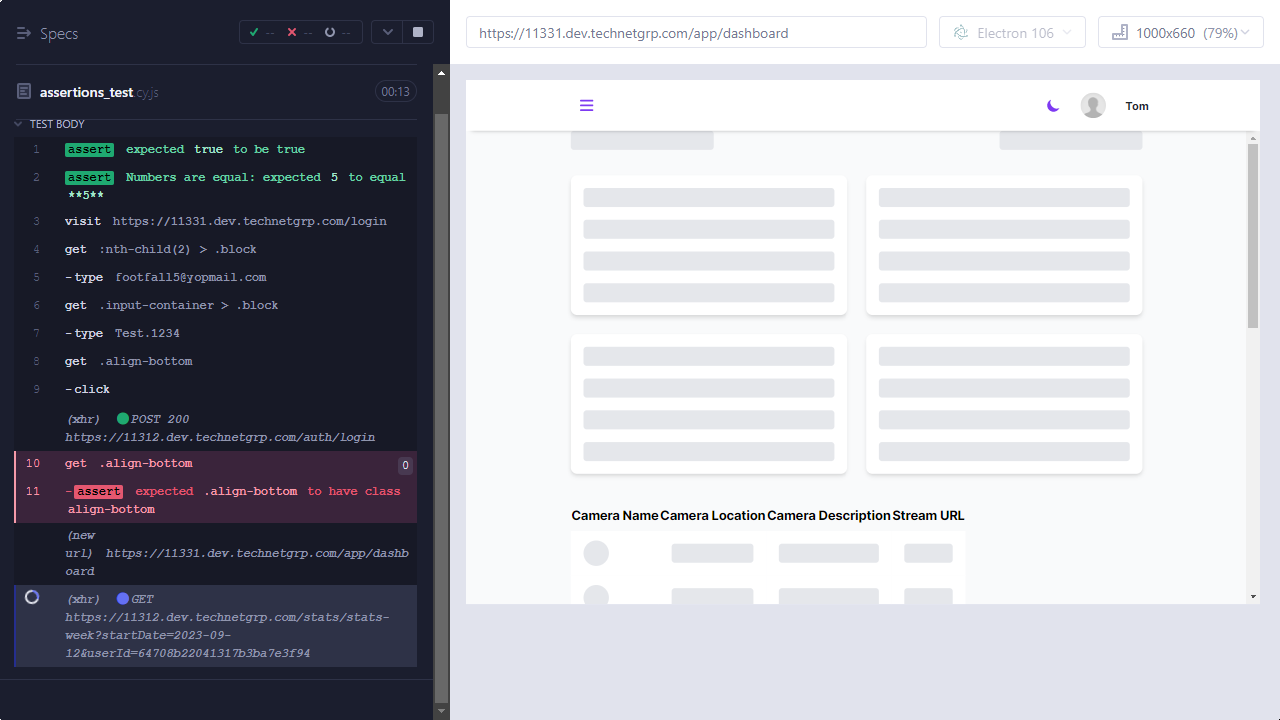 Specs
--
--
--
https://11331.dev.technetgrp.com/app/dashboard
Electron 106
1000x660 (79%)
assertions_test.cy.js
00:13
TEST BODY
1 assert expected true to be true
2 assert Numbers are equal: expected 5 to equal
**5**
3 visit https://11331.dev.technetgrp.com/login
4 get :nth-child(2) > .block
5 -type footfall5@yopmail.com
6 get .input-container > .block
7 -type Test.1234
8 get .align-bottom
9 -click
(xhr) POST 200
https://11312.dev.technetgrp.com/auth/login
10 get .align-bottom 0
11 -assert expected .align-bottom to have class
align-bottom
(new
url) https://11331.dev.technetgrp.com/app/dashb
oard
(xhr) GET
https://11312.dev.technetgrp.com/stats/stats-
week?startDate=2023-09-
12&userId=64708b22041317b3ba7e3f94
Tom
Camera Name Camera Location Camera Description Stream URL